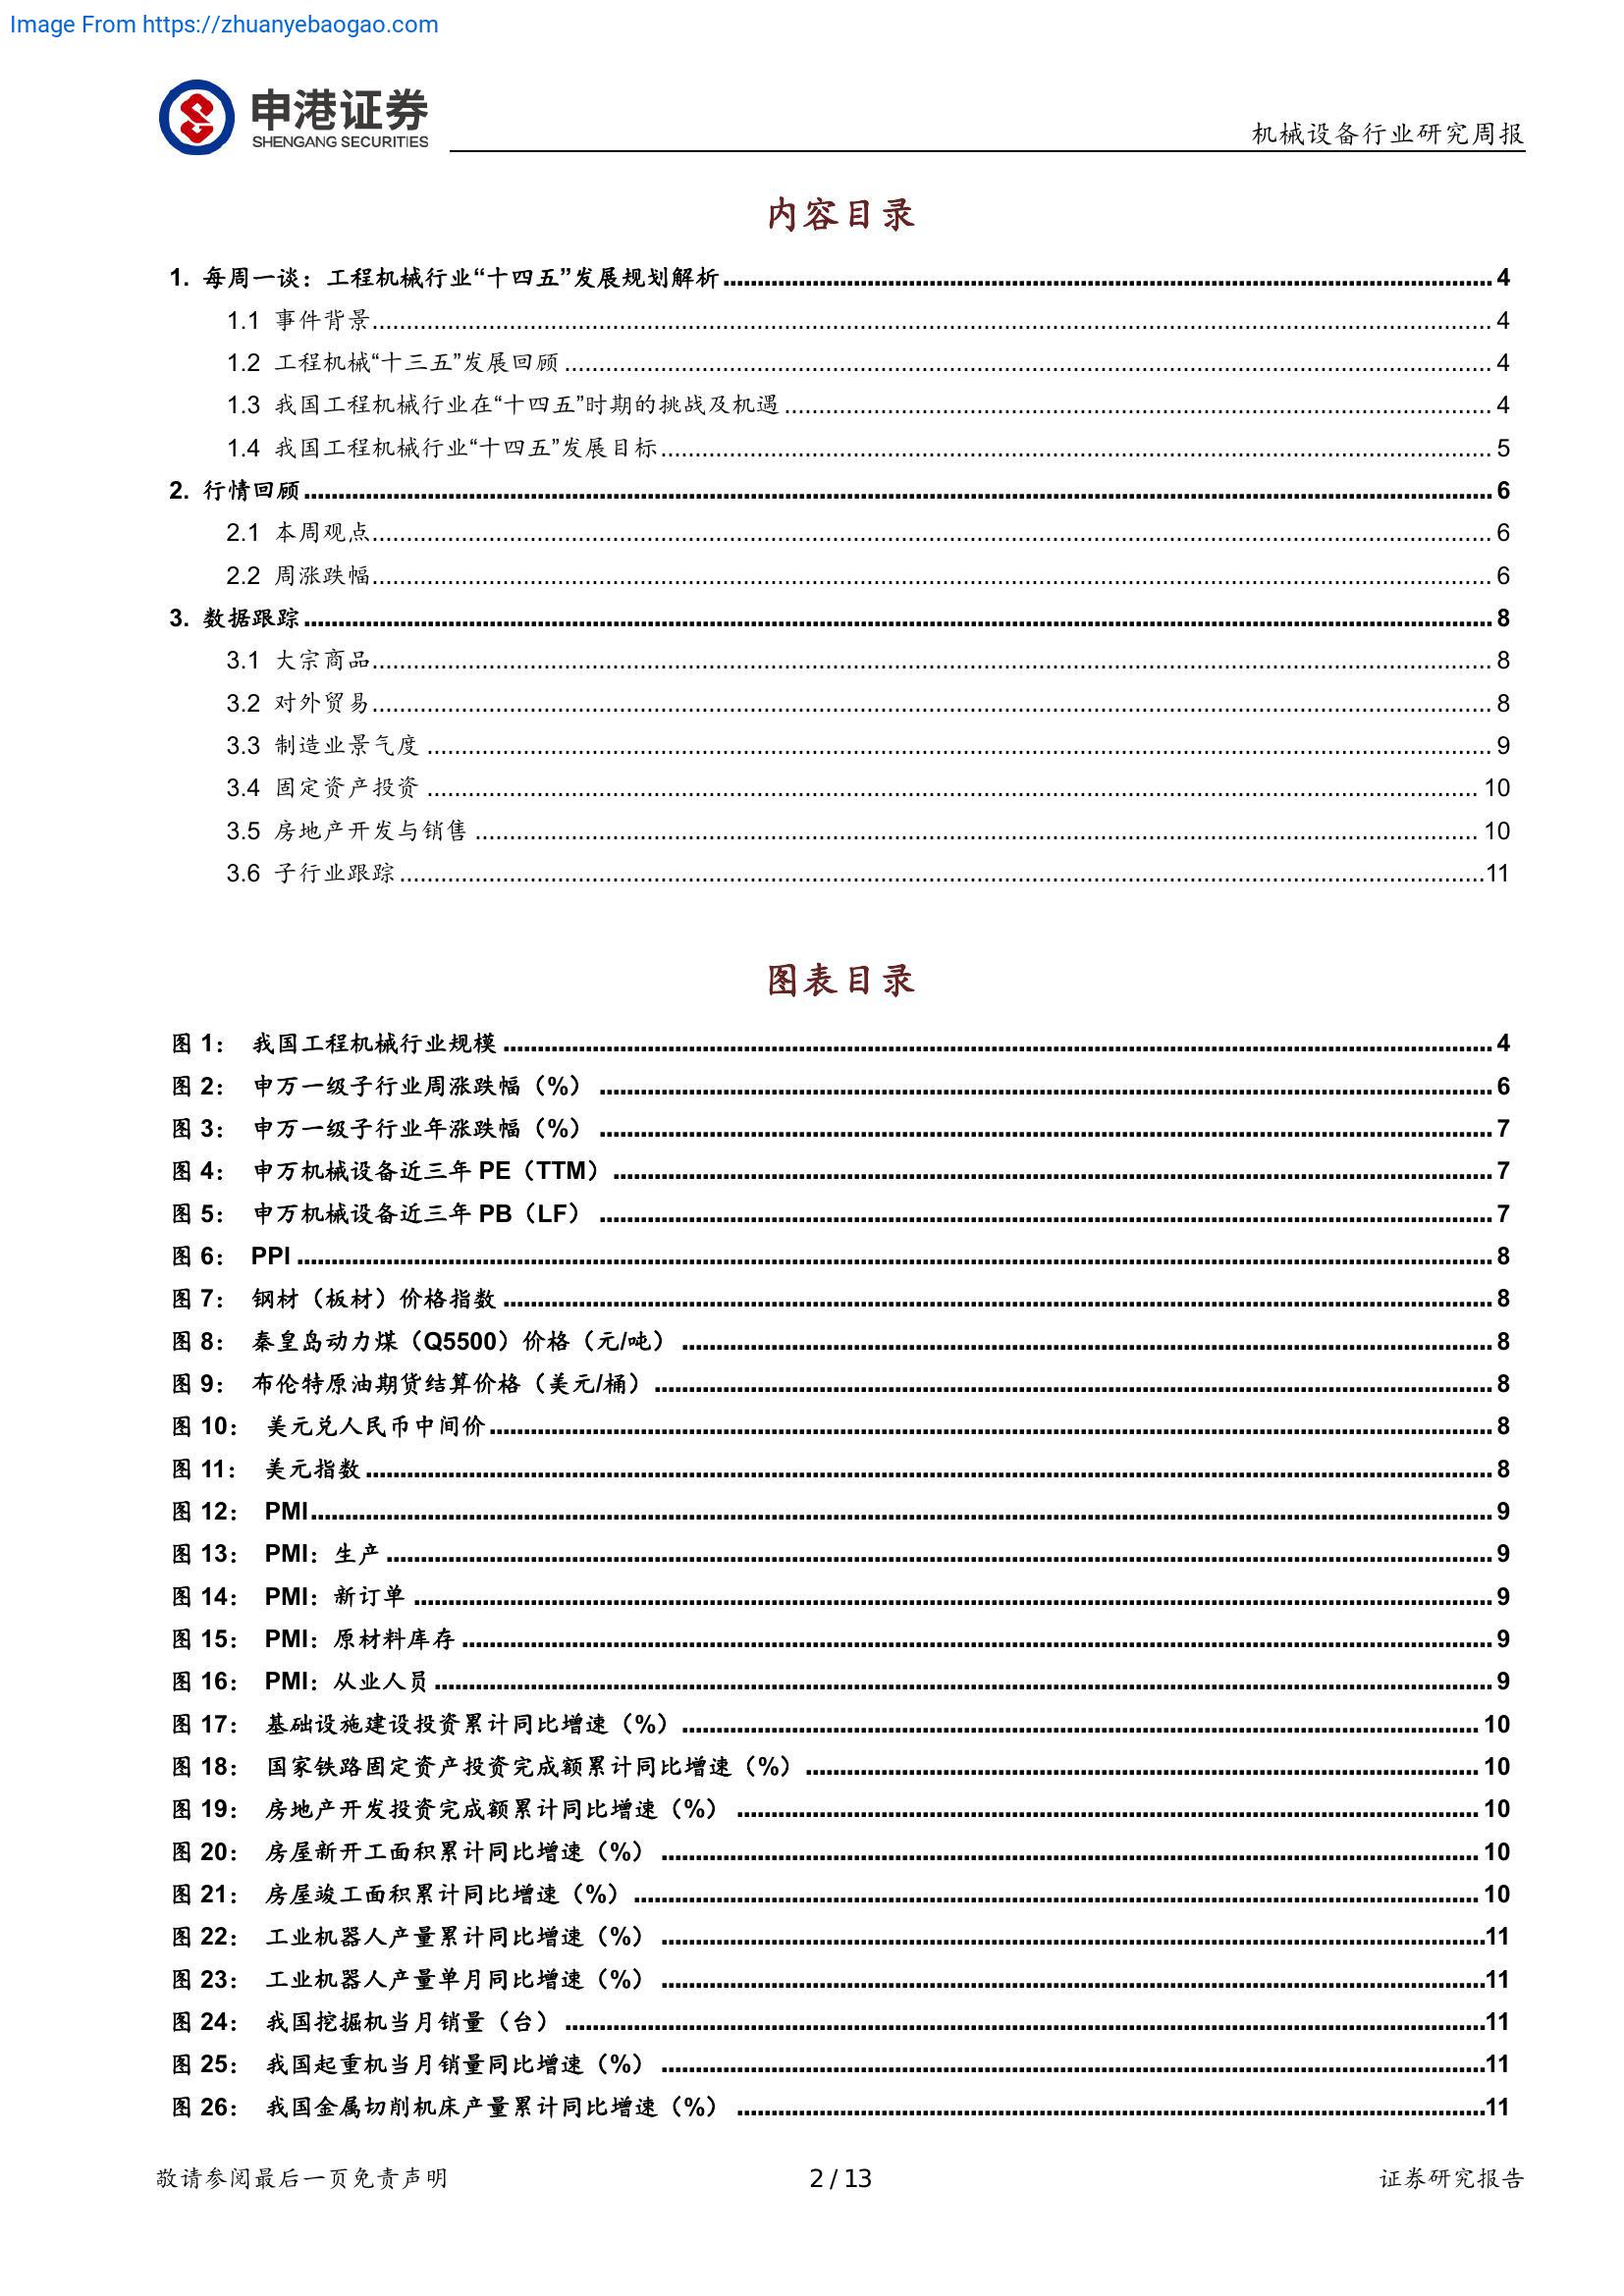 Image From https://zhuanyebaogao.com
申港证券
SHENGANG SECURITIES
机械设备行业研究周报
内容目录
1. 每周一谈：工程机械行业“十四五”发展规划解析 4
1.1 事件背景 4
1.2 工程机械“十三五”发展回顾 4
1.3 我国工程机械行业在“十四五”时期的挑战及机遇 4
1.4 我国工程机械行业“十四五”发展目标 5
2. 行情回顾 6
2.1 本周观点 6
2.2 周涨跌幅 6
3. 数据跟踪 8
3.1 大宗商品 8
3.2 对外贸易 8
3.3 制造业景气度 9
3.4 固定资产投资 10
3.5 房地产开发与销售 10
3.6 子行业跟踪 11
图表目录
图 1： 我国工程机械行业规模 4
图 2： 申万一级子行业周涨跌幅（%） 6
图 3： 申万一级子行业年涨跌幅（%） 7
图 4： 申万机械设备近三年 PE（TTM） 7
图 5： 申万机械设备近三年 PB（LF） 7
图 6： PPI 8
图 7： 钢材（板材）价格指数 8
图 8： 秦皇岛动力煤（Q5500）价格（元/吨） 8
图 9： 布伦特原油期货结算价格（美元/桶） 8
图 10： 美元兑人民币中间价 8
图 11： 美元指数 8
图 12： PMI 9
图 13： PMI：生产 9
图 14： PMI：新订单 9
图 15： PMI：原材料库存 9
图 16： PMI：从业人员 9
图 17： 基础设施建设投资累计同比增速（%） 10
图 18： 国家铁路固定资产投资完成额累计同比增速（%） 10
图 19： 房地产开发投资完成额累计同比增速（%） 10
图 20： 房屋新开工面积累计同比增速（%） 10
图 21： 房屋竣工面积累计同比增速（%） 10
图 22： 工业机器人产量累计同比增速（%） 11
图 23： 工业机器人产量单月同比增速（%） 11
图 24： 我国挖掘机当月销量（台） 11
图 25： 我国起重机当月销量同比增速（%） 11
图 26： 我国金属切削机床产量累计同比增速（%） 11
敬请参阅最后一页免责声明
2 / 13
证券研究报告